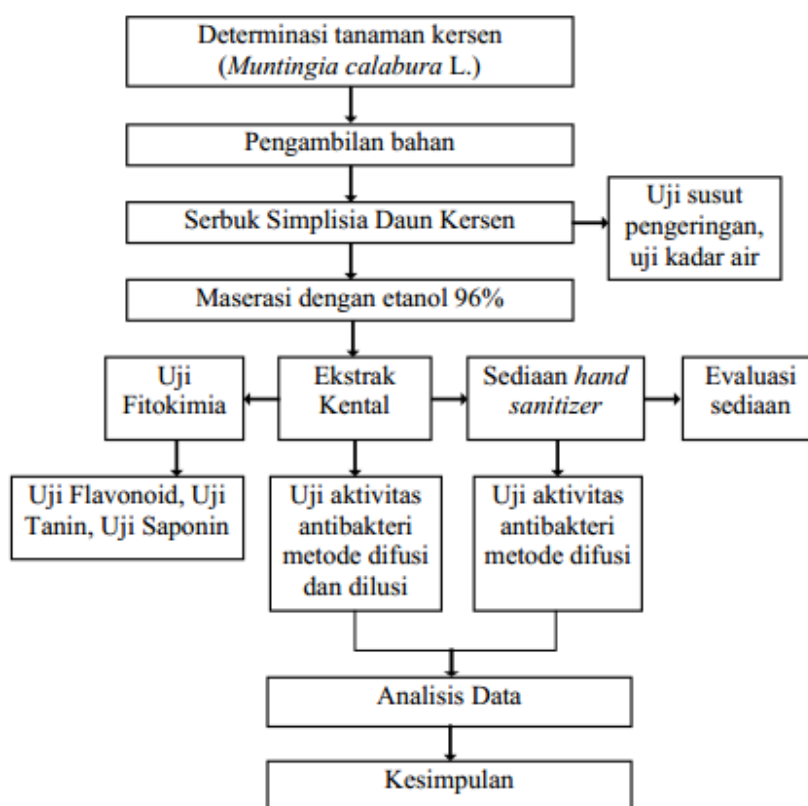 Determinasi tanaman kersen
(Muntingia calabura L.)
Pengambilan bahan
Serbuk Simplisia Daun Kersen
Uji susut
pengeringan,
uji kadar air
Maserasi dengan etanol 96%
Uji
Fitokimia
Ekstrak
Kental
Sediaan hand
sanitizer
Evaluasi
sediaan
Uji Flavonoid, Uji
Tanin, Uji Saponin
Uji aktivitas
antibakteri
metode difusi
dan dilusi
Uji aktivitas
antibakteri
metode difusi
Analisis Data
Kesimpulan